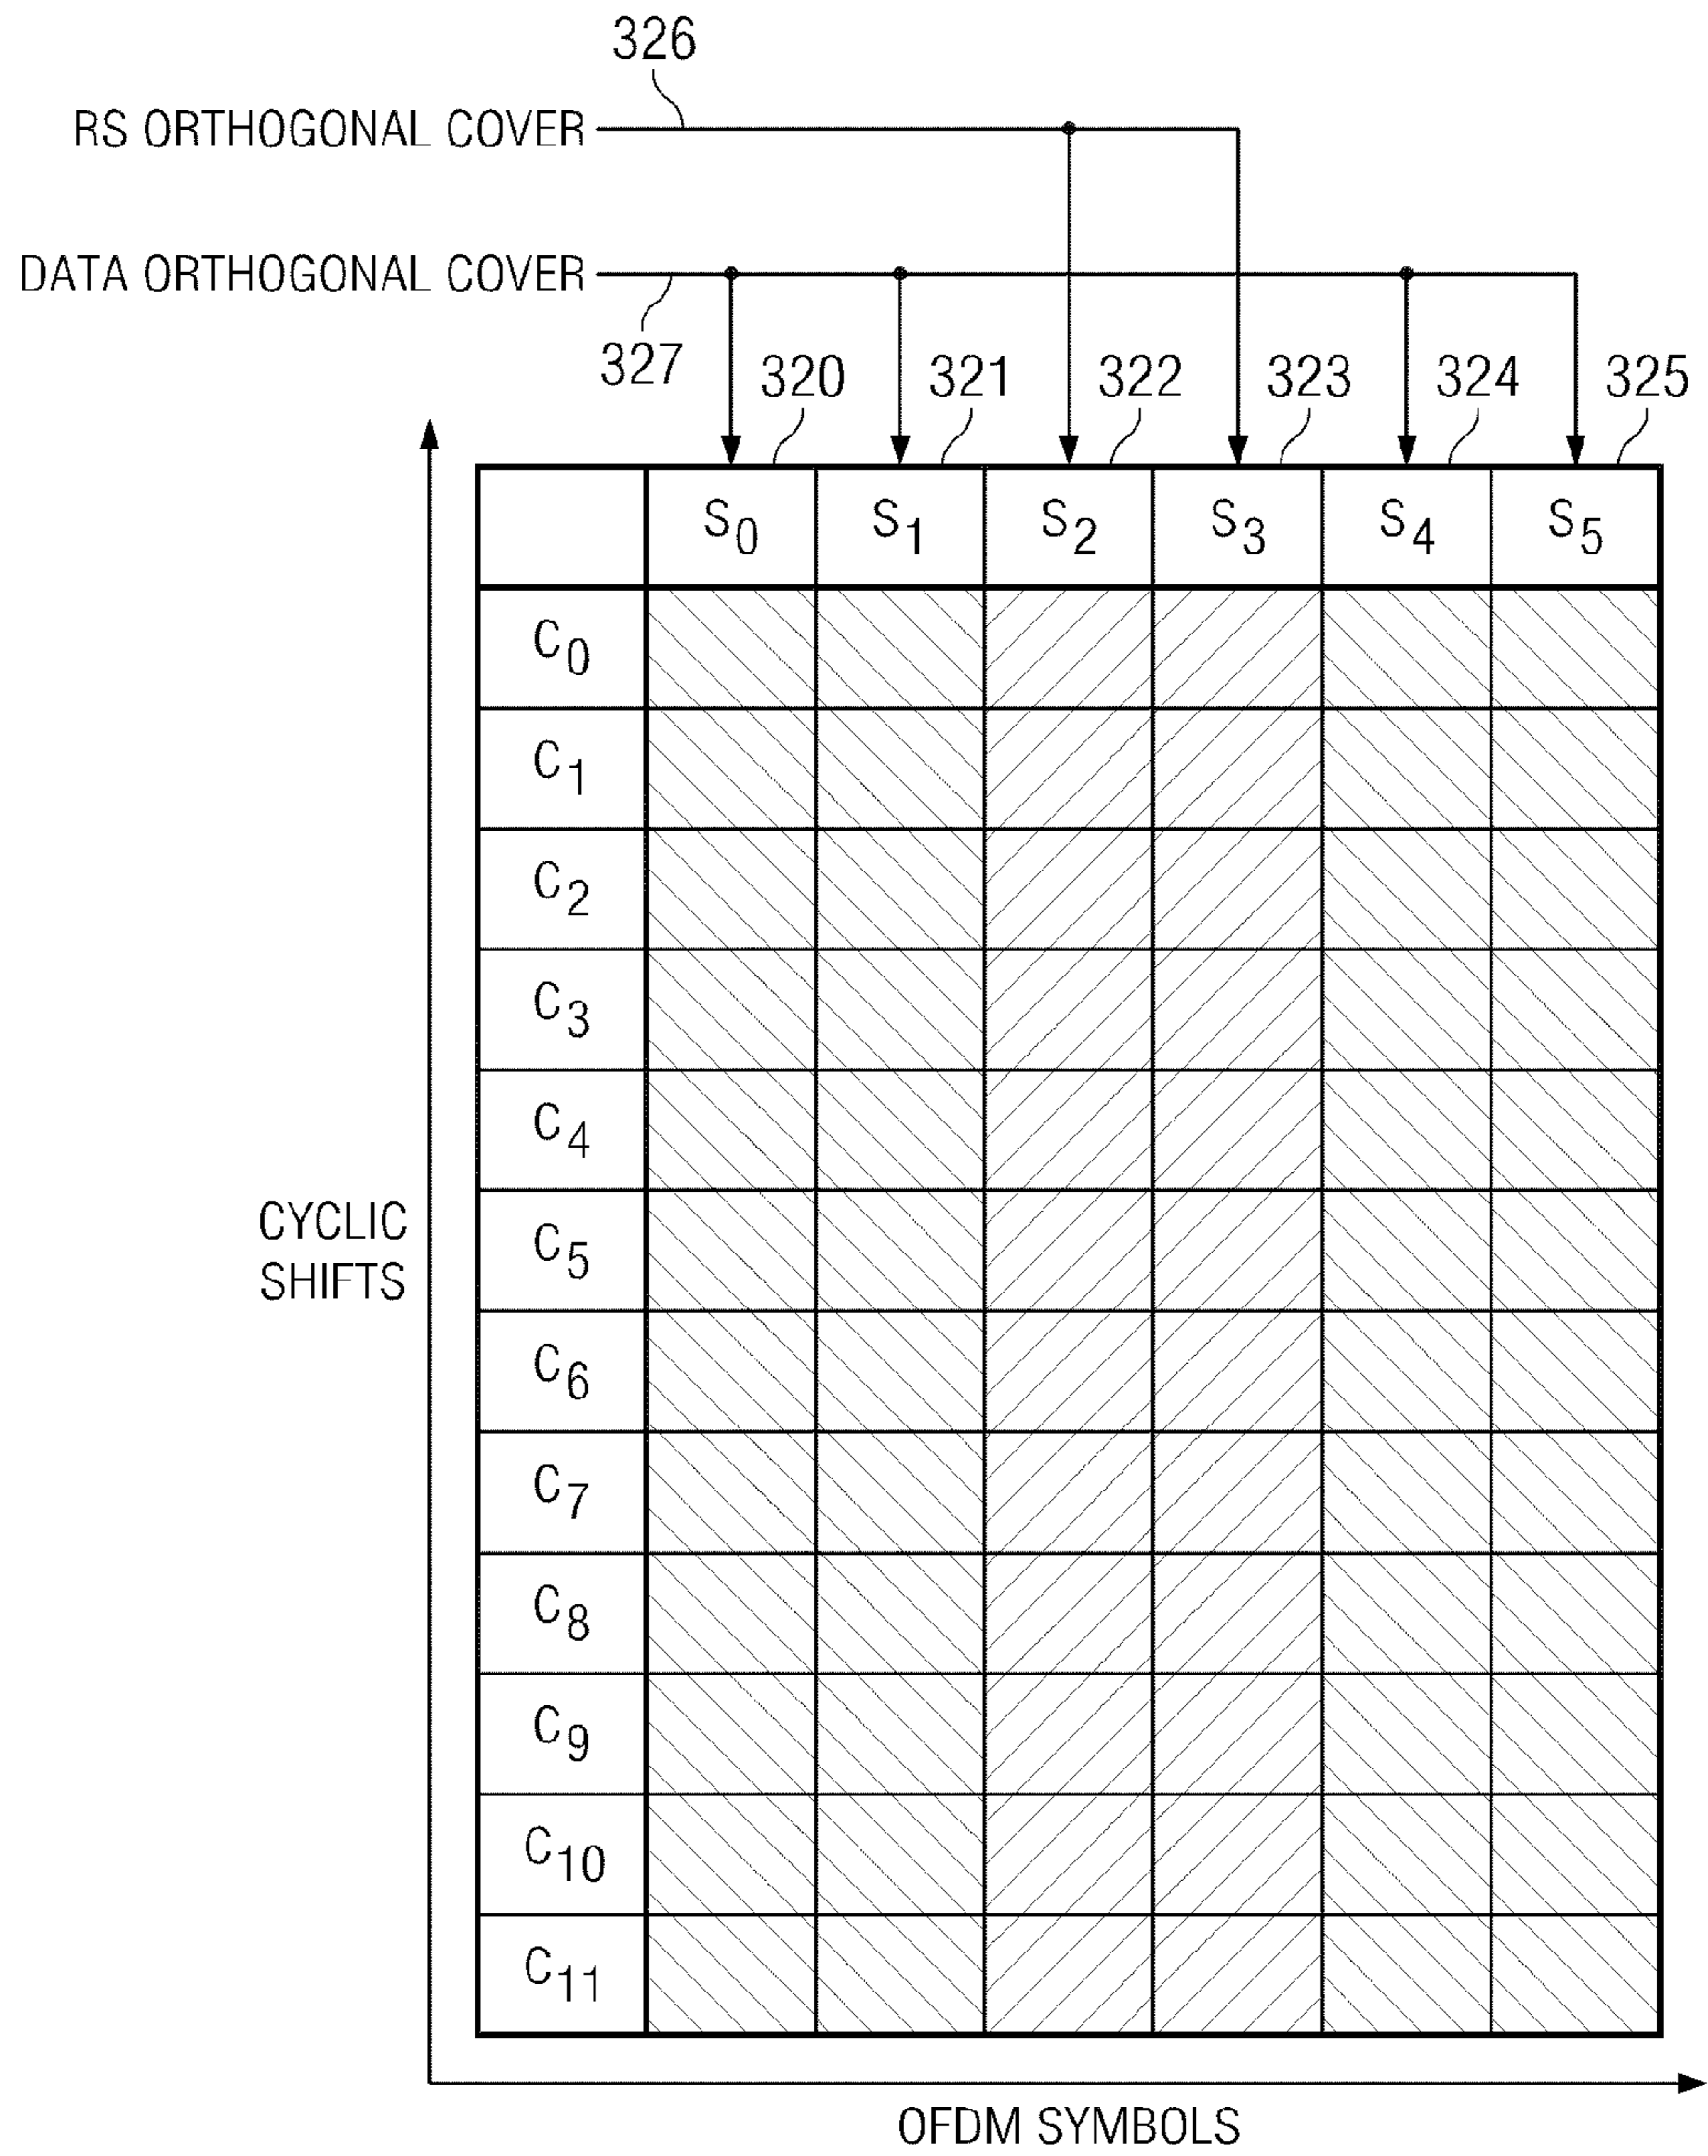 326
RS ORTHOGONAL COVER
DATA ORTHOGONAL COVER
327 320 321 322 323 324 325
S0 S1 S2 S3 S4 S5
C0
C1
C2
C3
C4
CYCLIC
SHIFTS
C5
C6
C7
C8
C9
C10
C11
OFDM SYMBOLS